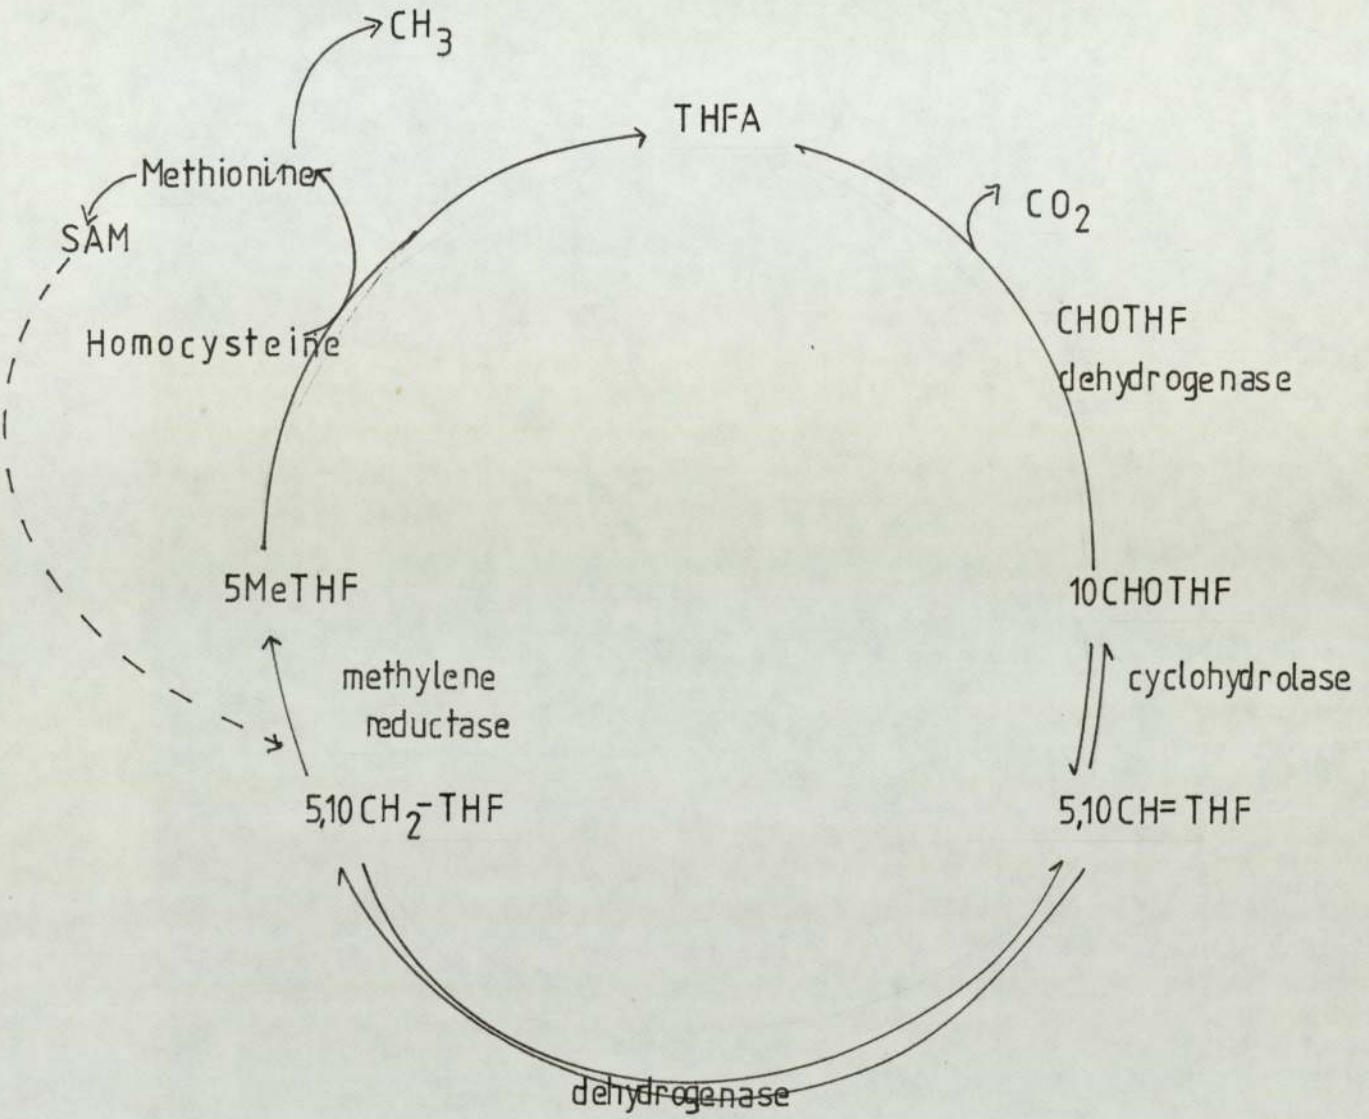 CH3
THFA
Methionine
CO2
SAM
CHOTHF
dehydrogenase
Homocysteine
5MeTHF
10CHOTHF
methylene
reductase
cyclohydrolase
5,10CH2-THF
5,10CH=THF
dehydrogenase